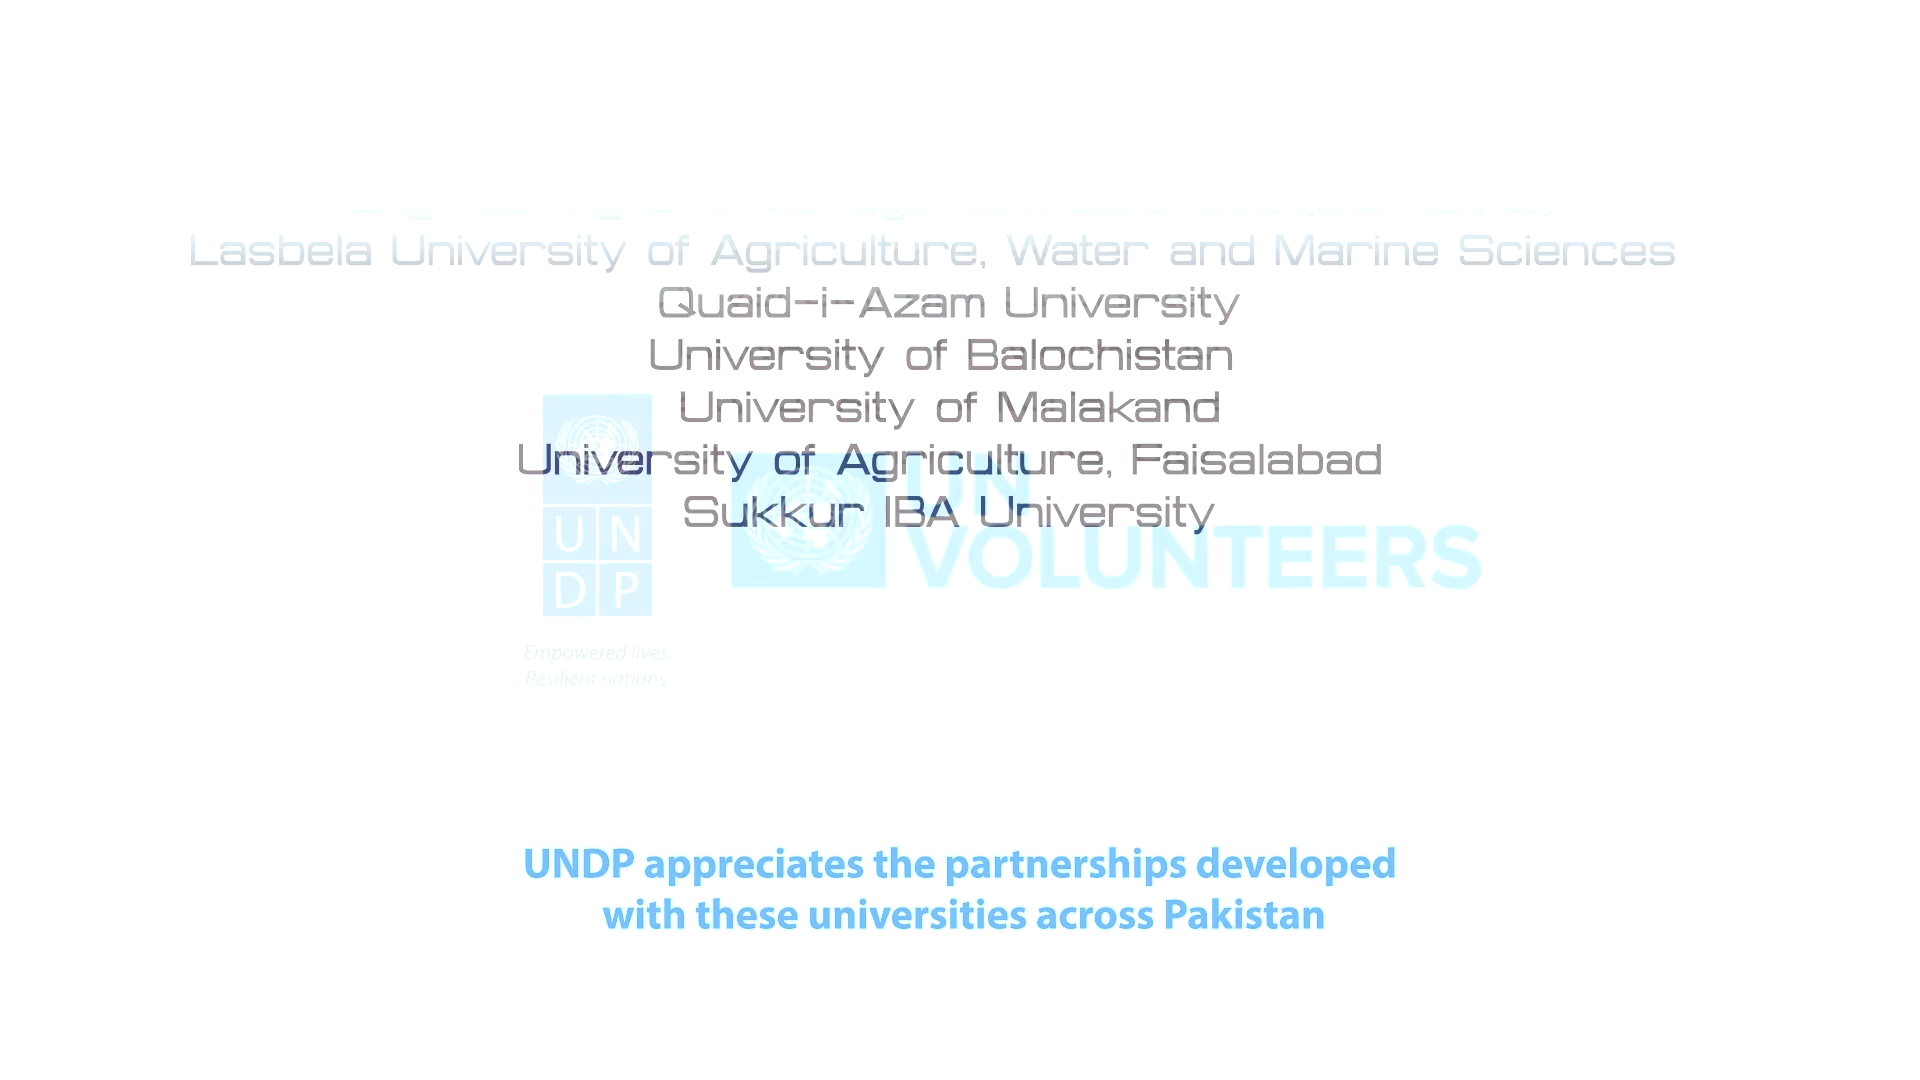 Lasbela University of Agriculture, Water and Marine Sciences
Quaid-i-Azam University
University of Balochistan
University of Malakand
University of Agriculture, Faisalabad
Sukkur IBA University
UN
DP
Empowered lives.
Resilient nations.
UN
VOLUNTEERS
UNDP appreciates the partnerships developed
with these universities across Pakistan